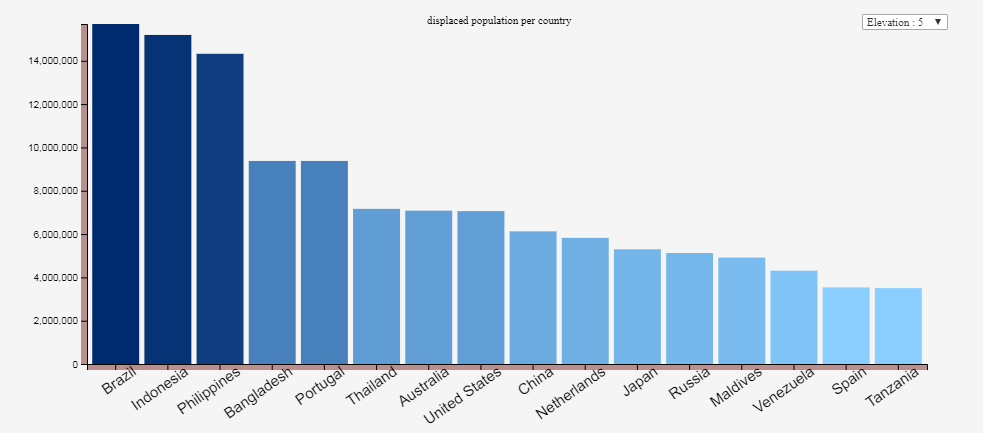 displaced population per country
Elevation : 5 ▼
14,000,000
12,000,000
10,000,000
8,000,000
6,000,000
4,000,000
2,000,000
0
Brazil
Indonesia
Philippines
Bangladesh
Portugal
Thailand
Australia
United States
China
Netherlands
Japan
Russia
Maldives
Venezuela
Spain
Tanzania